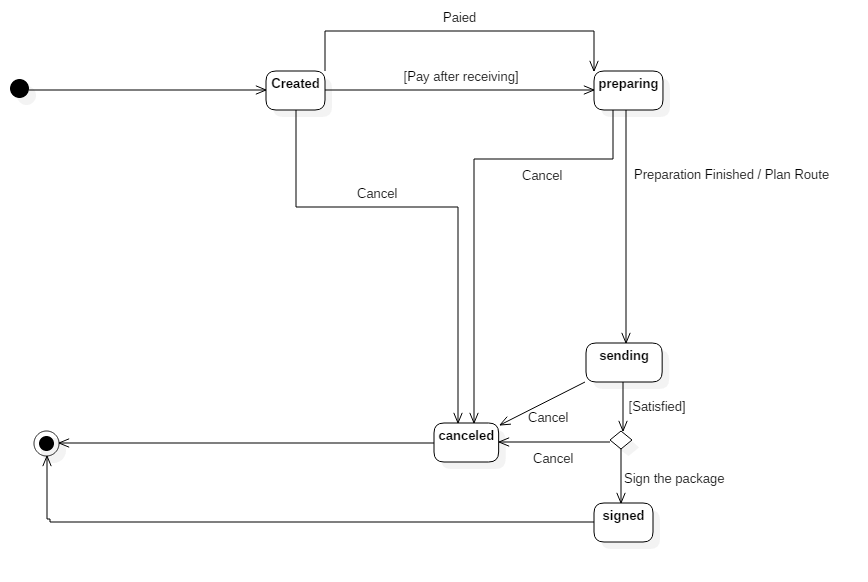 Paied
Created
[Pay after receiving]
preparing
Cancel
Preparation Finished / Plan Route
Cancel
sending
[Satisfied]
Cancel
canceled
Cancel
Sign the package
signed